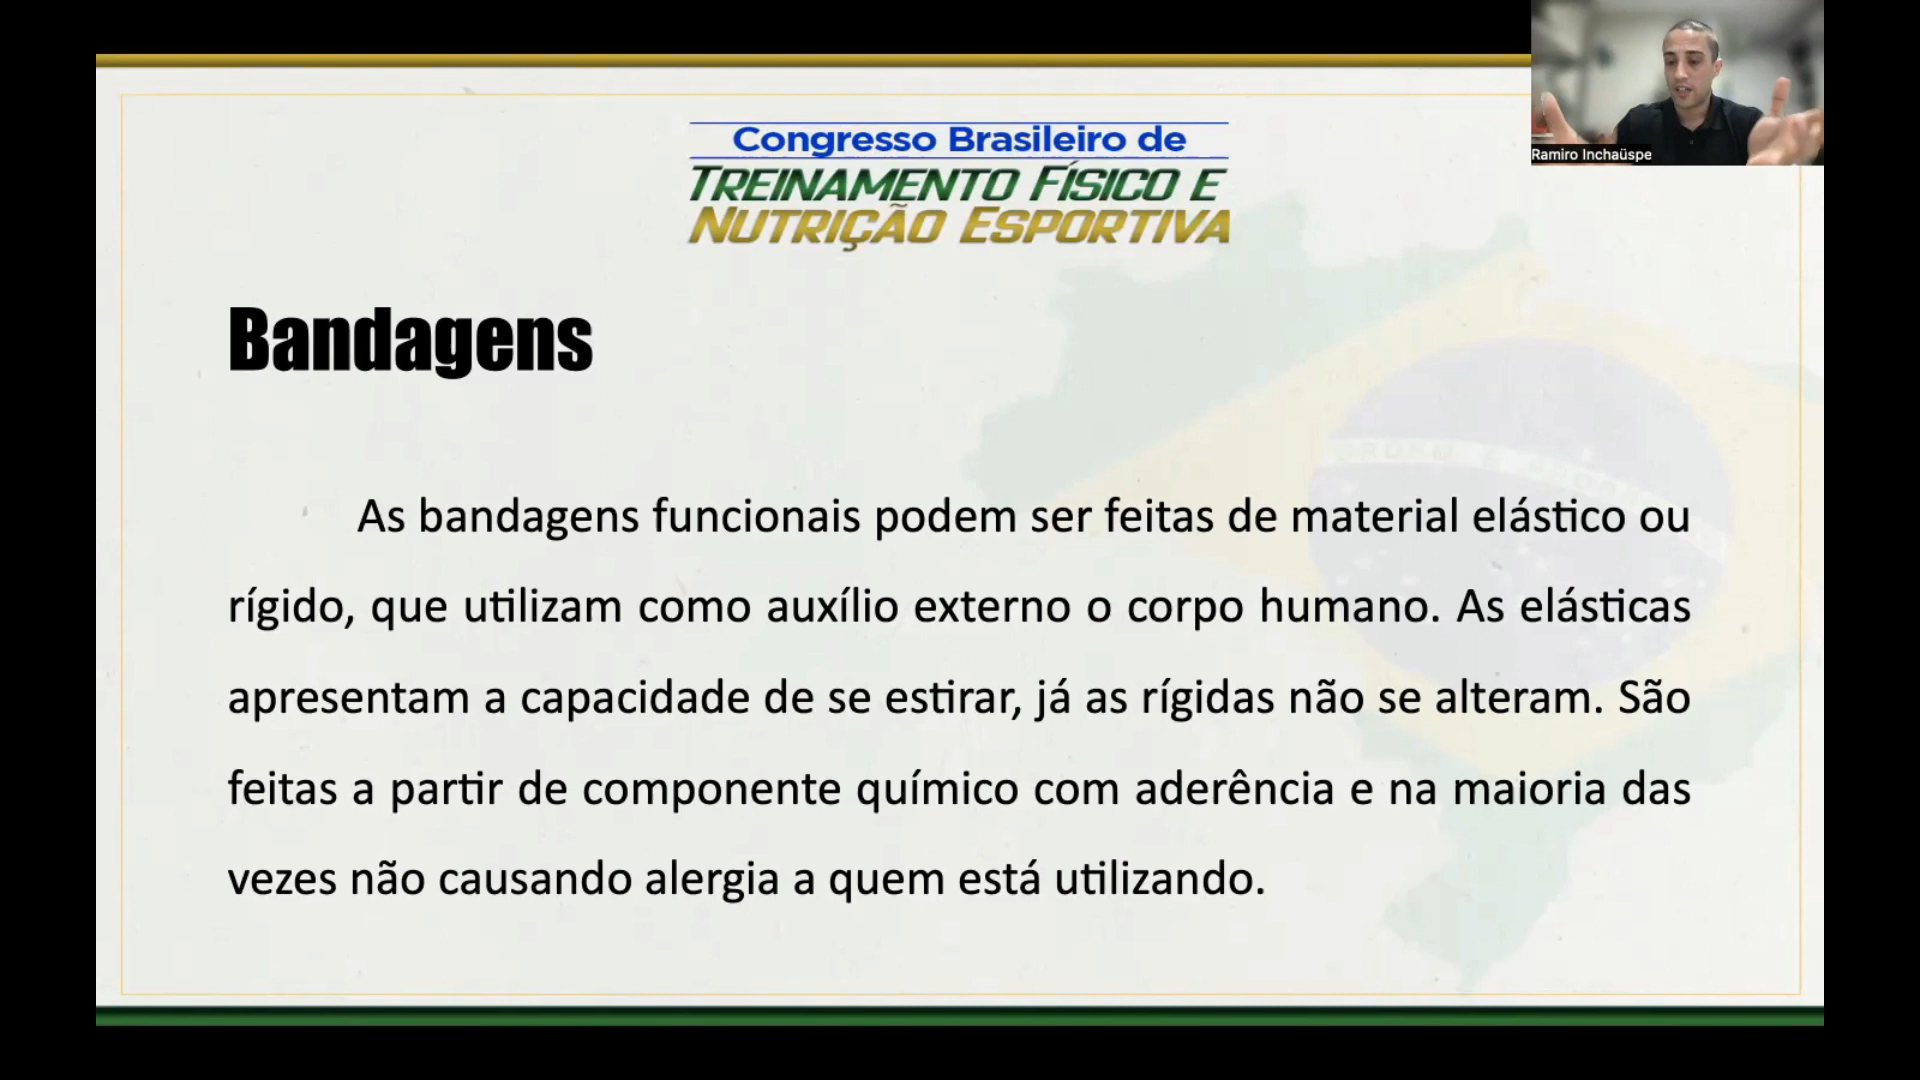 Congresso Brasileiro de
TREINAMENTO FÍSICO E
NUTRIÇÃO ESPORTIVA
Ramiro Inchaüspe
Bandagens
As bandagens funcionais podem ser feitas de material elástico ou
rígido, que utilizam como auxílio externo o corpo humano. As elásticas
apresentam a capacidade de se estirar, já as rígidas não se alteram. São
feitas a partir de componente químico com aderência e na maioria das
vezes não causando alergia a quem está utilizando.